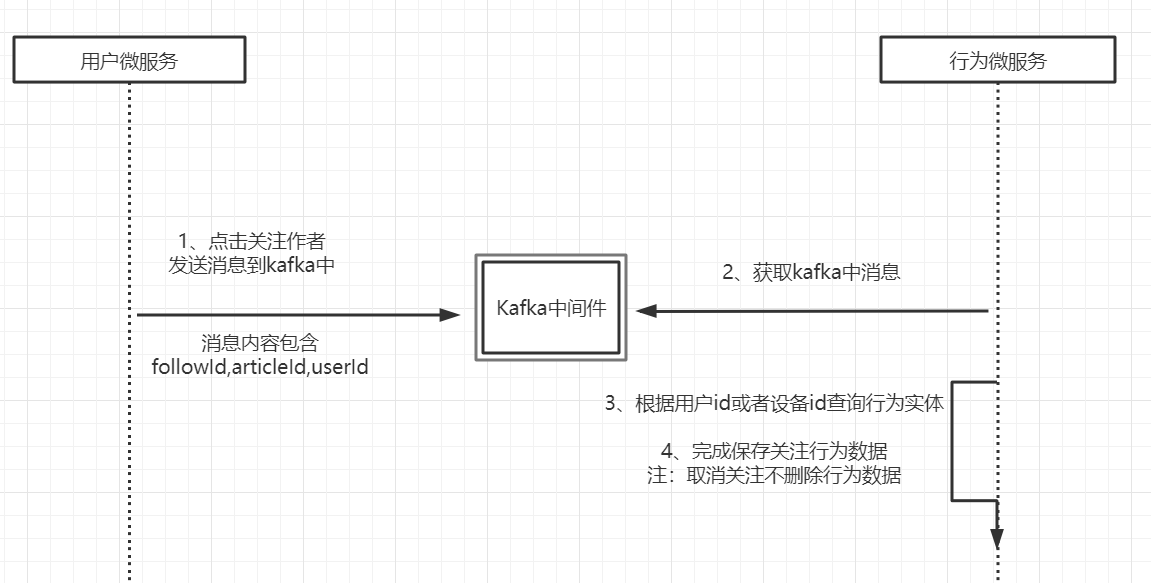 用户微服务
行为微服务
1、点击关注作者
发送消息到kafka中
消息内容包含
followId,articleId,userId
Kafka中间件
2、获取kafka中消息
3、根据用户id或者设备id查询行为实体
4、完成保存关注行为数据
注：取消关注不删除行为数据